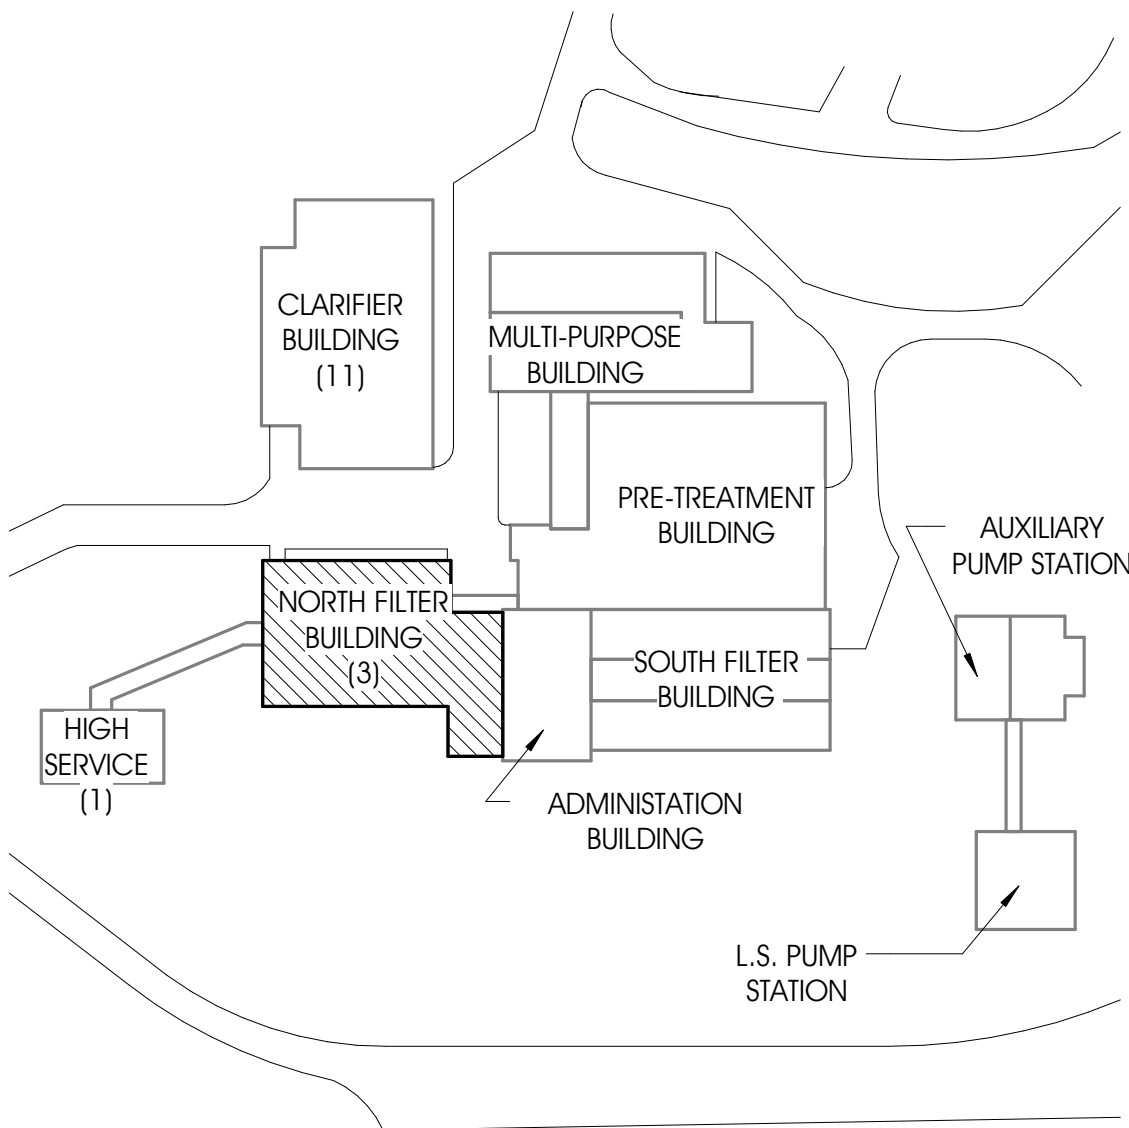 CLARIFIER
BUILDING
(11)
MULTI-PURPOSE
BUILDING
PRE-TREATMENT
BUILDING
AUXILIARY
PUMP STATION
NORTH FILTER
BUILDING
(3)
SOUTH FILTER
BUILDING
HIGH
SERVICE
(1)
ADMINISTATION
BUILDING
L.S. PUMP
STATION